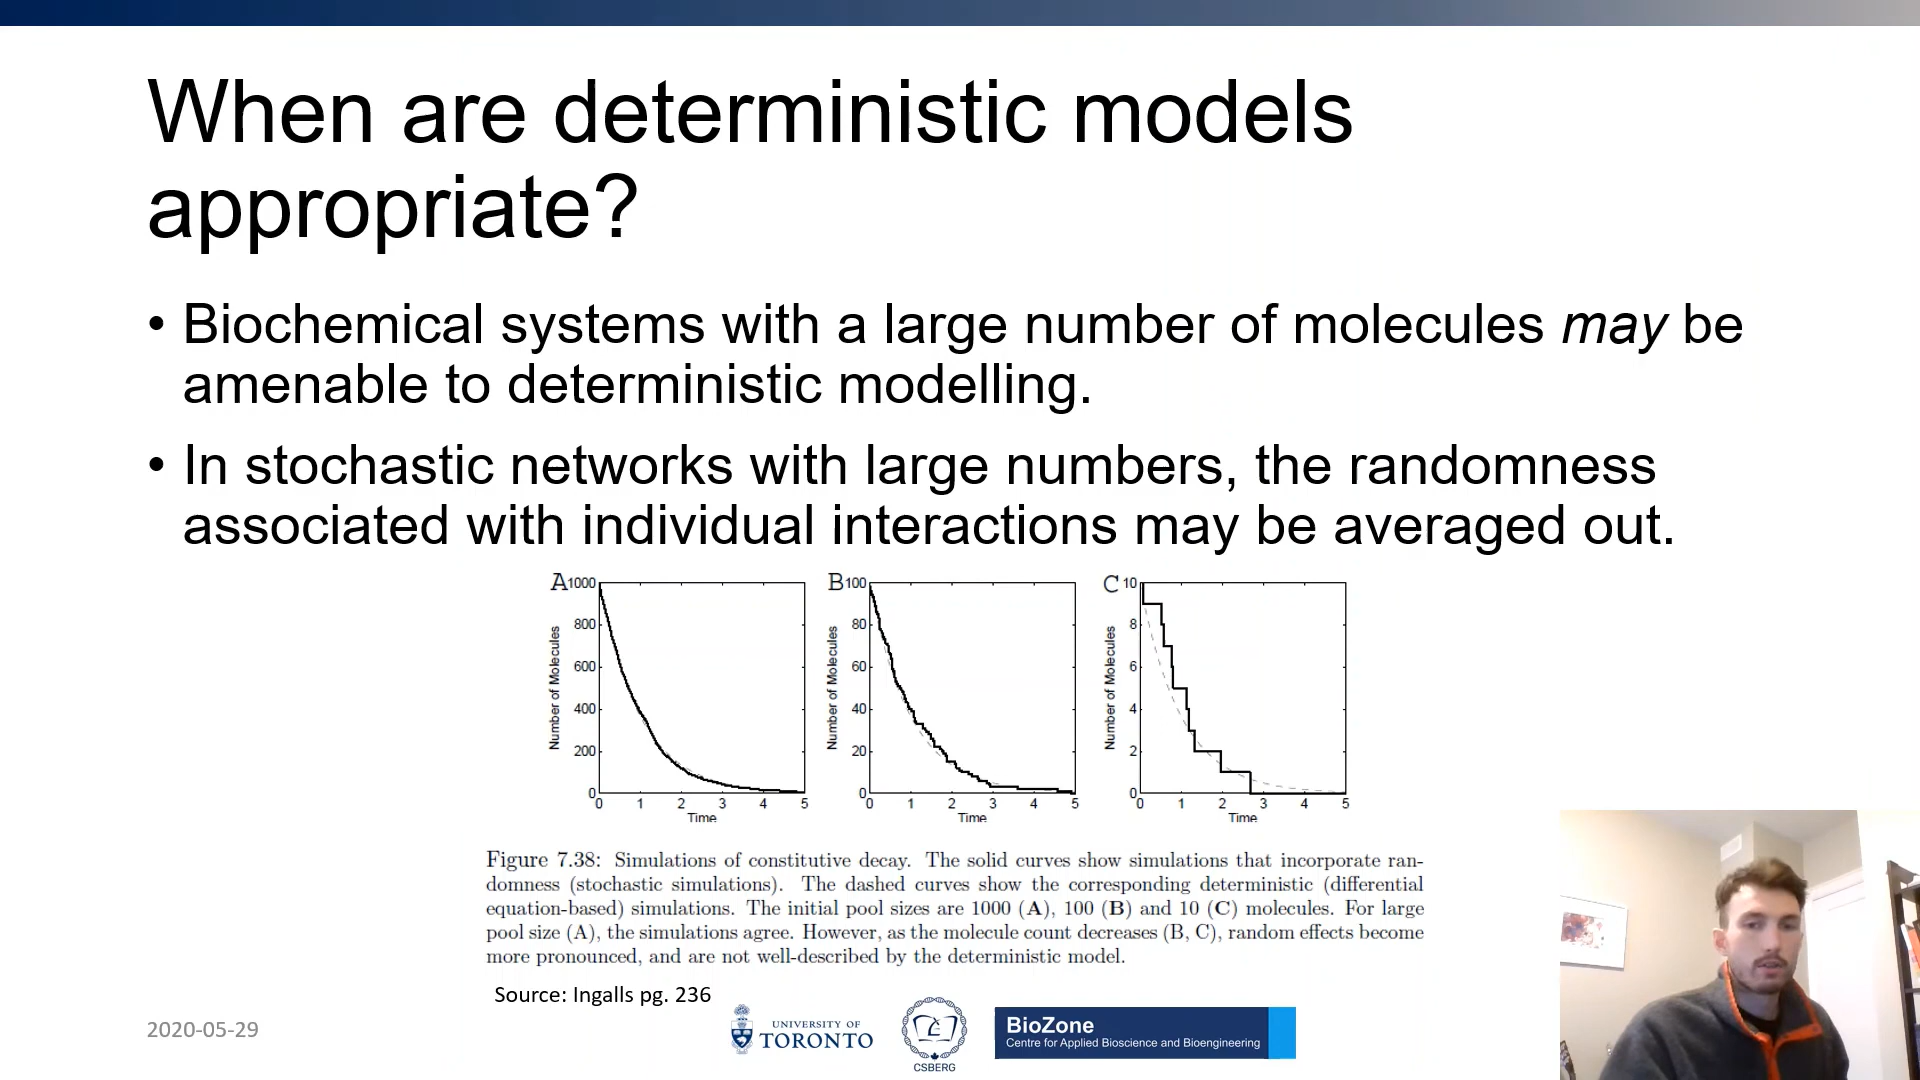 When are deterministic models
appropriate?
• Biochemical systems with a large number of molecules may be
amenable to deterministic modelling.
• In stochastic networks with large numbers, the randomness
associated with individual interactions may be averaged out.
A
1000
800
600
400
200
0
Number of Molecules
0 1 2 3 4 5
Time
B
100
80
60
40
20
0
Number of Molecules
0 1 2 3 4 5
Time
C
10
8
6
4
2
0
Number of Molecules
0 1 2 3 4 5
Time
Figure 7.38: Simulations of constitutive decay. The solid curves show simulations that incorporate ran-
domness (stochastic simulations). The dashed curves show the corresponding deterministic (differential
equation-based) simulations. The initial pool sizes are 1000 (A), 100 (B) and 10 (C) molecules. For large
pool size (A), the simulations agree. However, as the molecule count decreases (B, C), random effects become
more pronounced, and are not well-described by the deterministic model.
Source: Ingalls pg. 236
2020-05-29
UNIVERSITY OF
TORONTO
CSBERG
BioZone
Centre for Applied Bioscience and Bioengineering